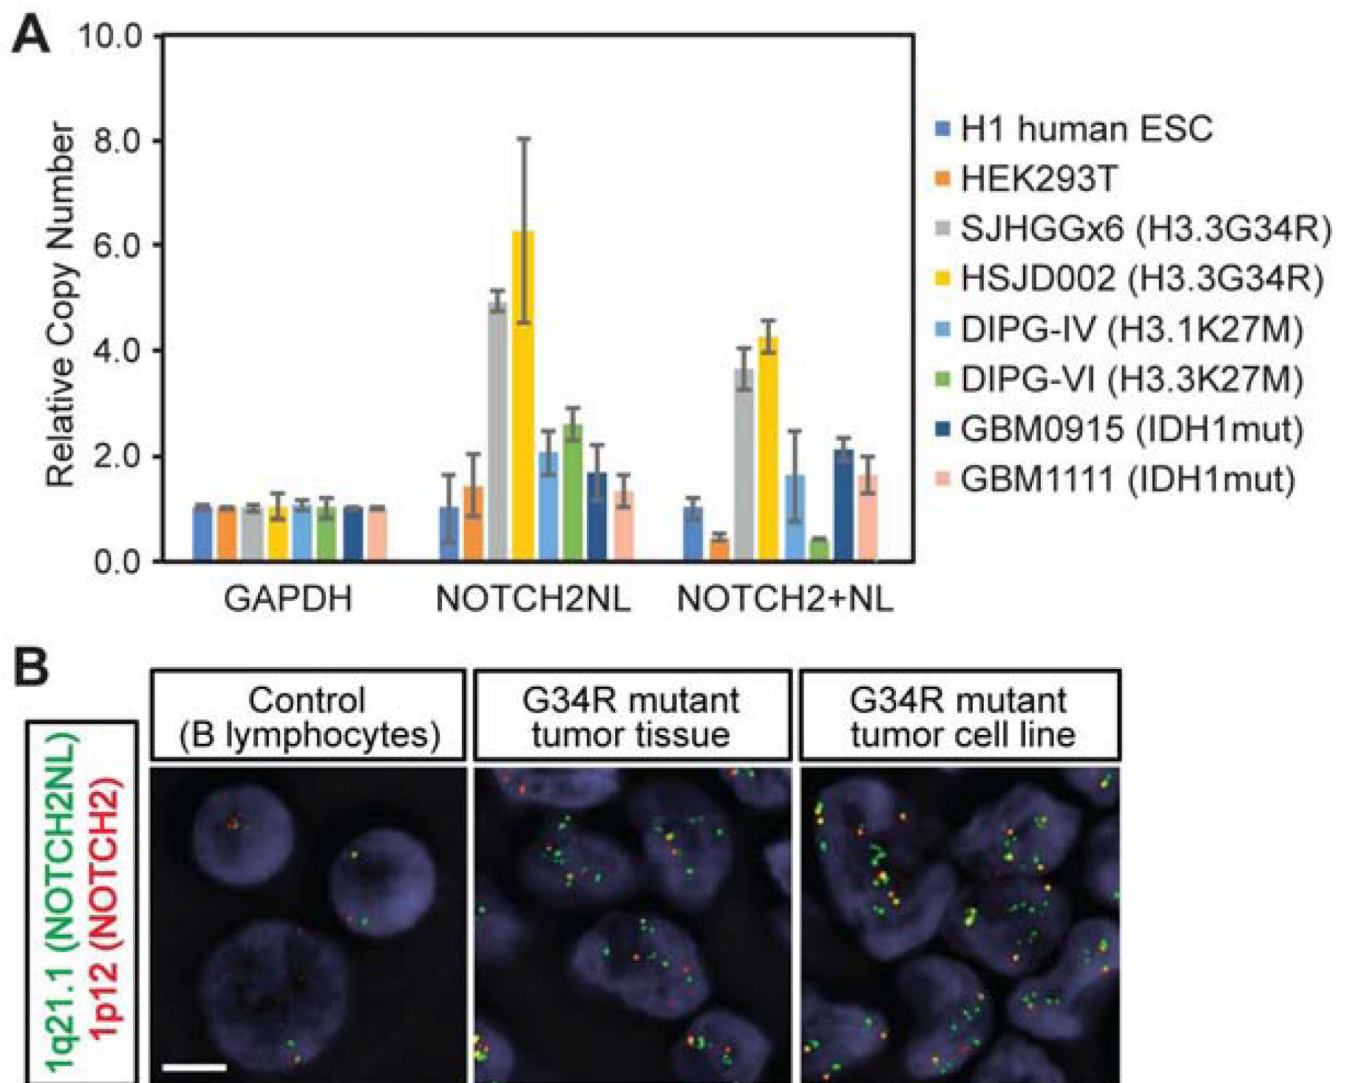 A
10.0
8.0
6.0
4.0
2.0
0.0
Relative Copy Number
GAPDH
NOTCH2NL
NOTCH2+NL
H1 human ESC
HEK293T
SJHGGx6 (H3.3G34R)
HSJD002 (H3.3G34R)
DIPG-IV (H3.1K27M)
DIPG-VI (H3.3K27M)
GBM0915 (IDH1mut)
GBM1111 (IDH1mut)
B
Control
(B lymphocytes)
G34R mutant
tumor tissue
G34R mutant
tumor cell line
1q21.1 (NOTCH2NL)
1p12 (NOTCH2)